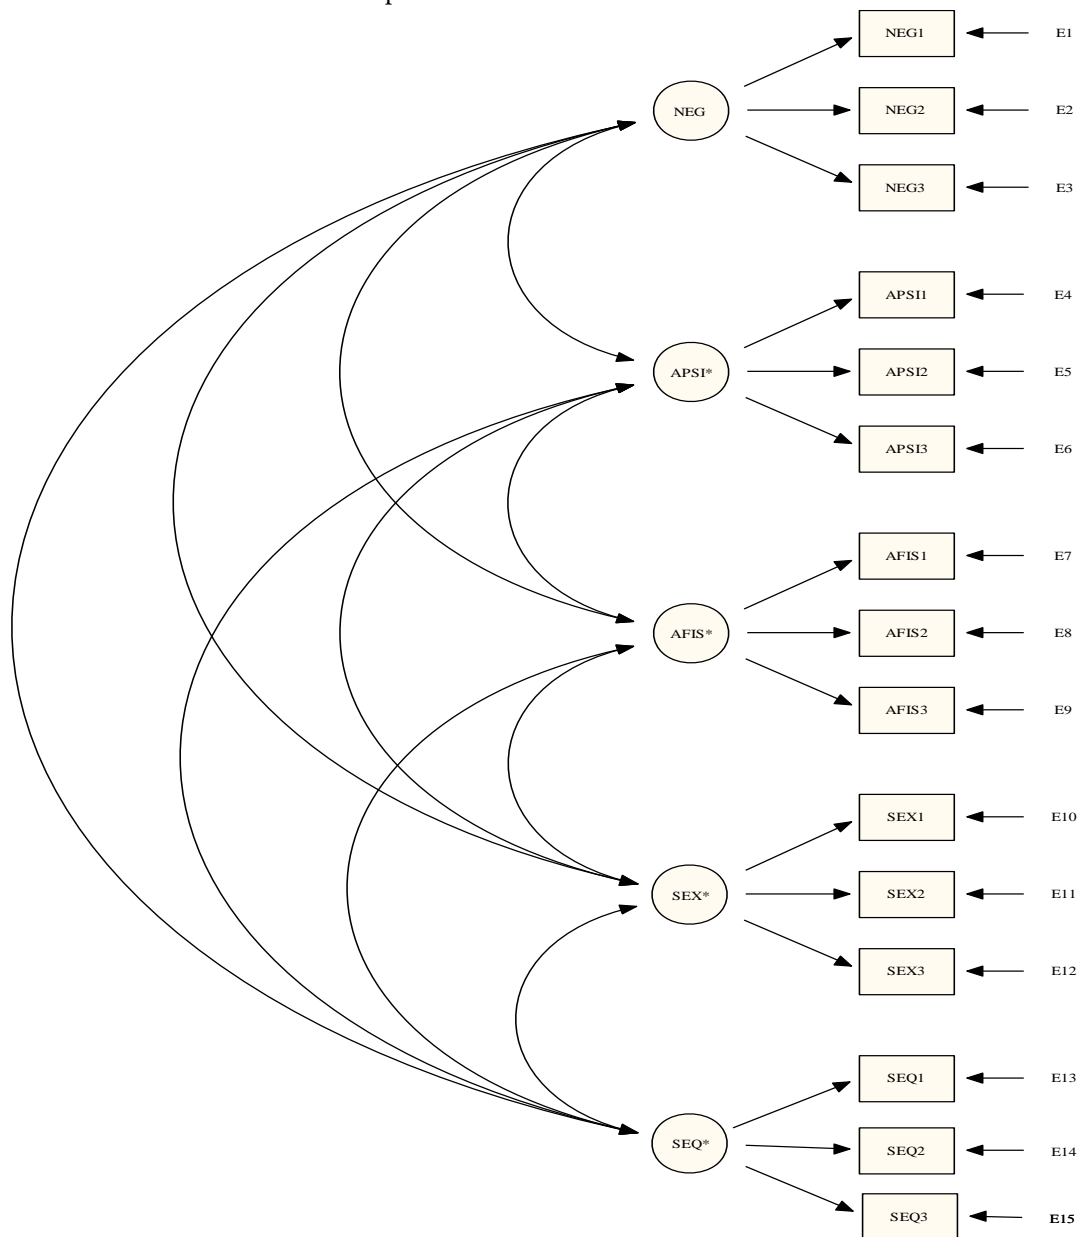 NEG1 E1
NEG NEG2 E2
NEG3 E3
APSI1 E4
APSI* APSI2 E5
APSI3 E6
AFIS1 E7
AFIS* AFIS2 E8
AFIS3 E9
SEX1 E10
SEX* SEX2 E11
SEX3 E12
SEQ1 E13
SEQ* SEQ2 E14
SEQ3 E15